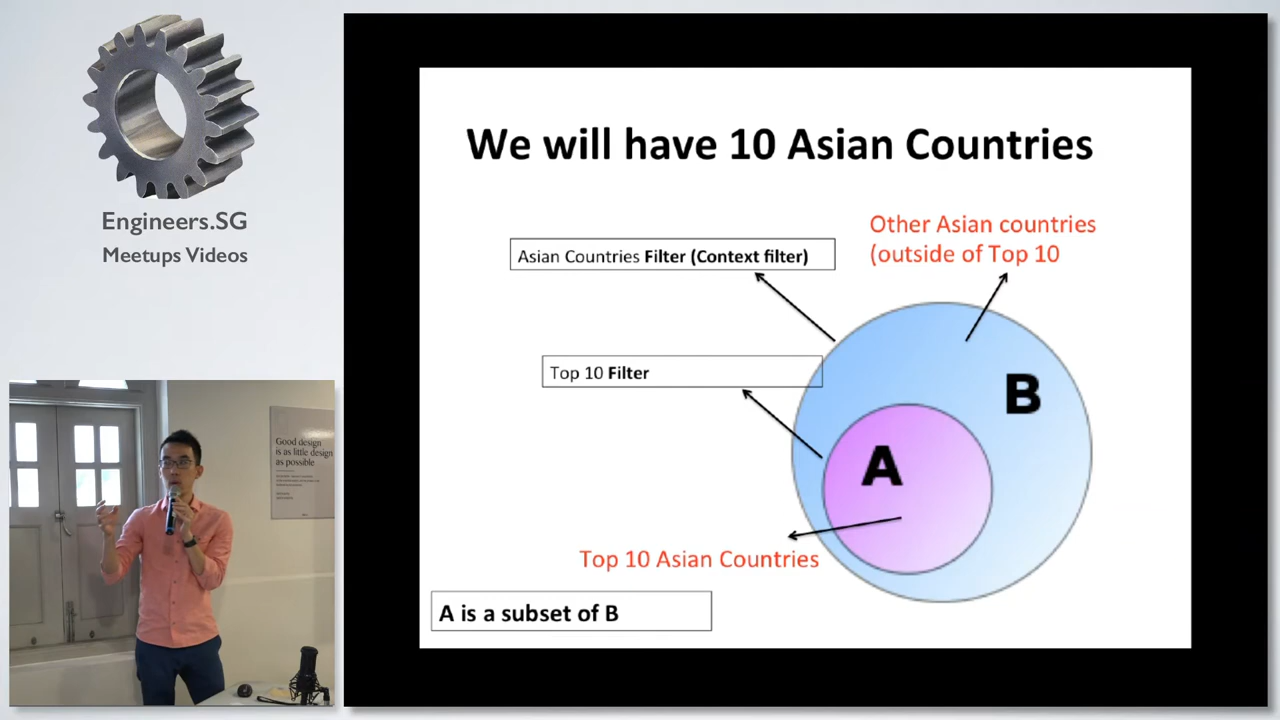 Engineers.SG
Meetups Videos
We will have 10 Asian Countries
Other Asian countries
(outside of Top 10
Asian Countries Filter (Context filter)
Top 10 Filter
B
A
Top 10 Asian Countries
A is a subset of B
Good design
is as little design
as possible